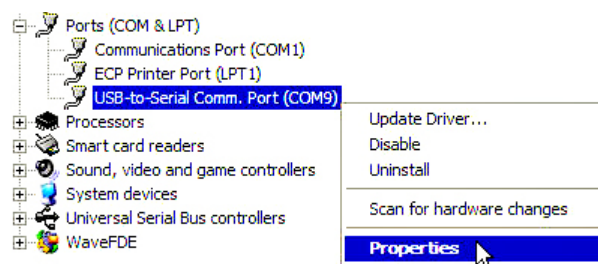 Ports (COM & LPT)
Communications Port (COM1)
ECP Printer Port (LPT1)
USB-to-Serial Comm. Port (COM9)
Processors
Smart card readers
Sound, video and game controllers
System devices
Universal Serial Bus controllers
WaveFDE
Update Driver...
Disable
Uninstall
Scan for hardware changes
Properties